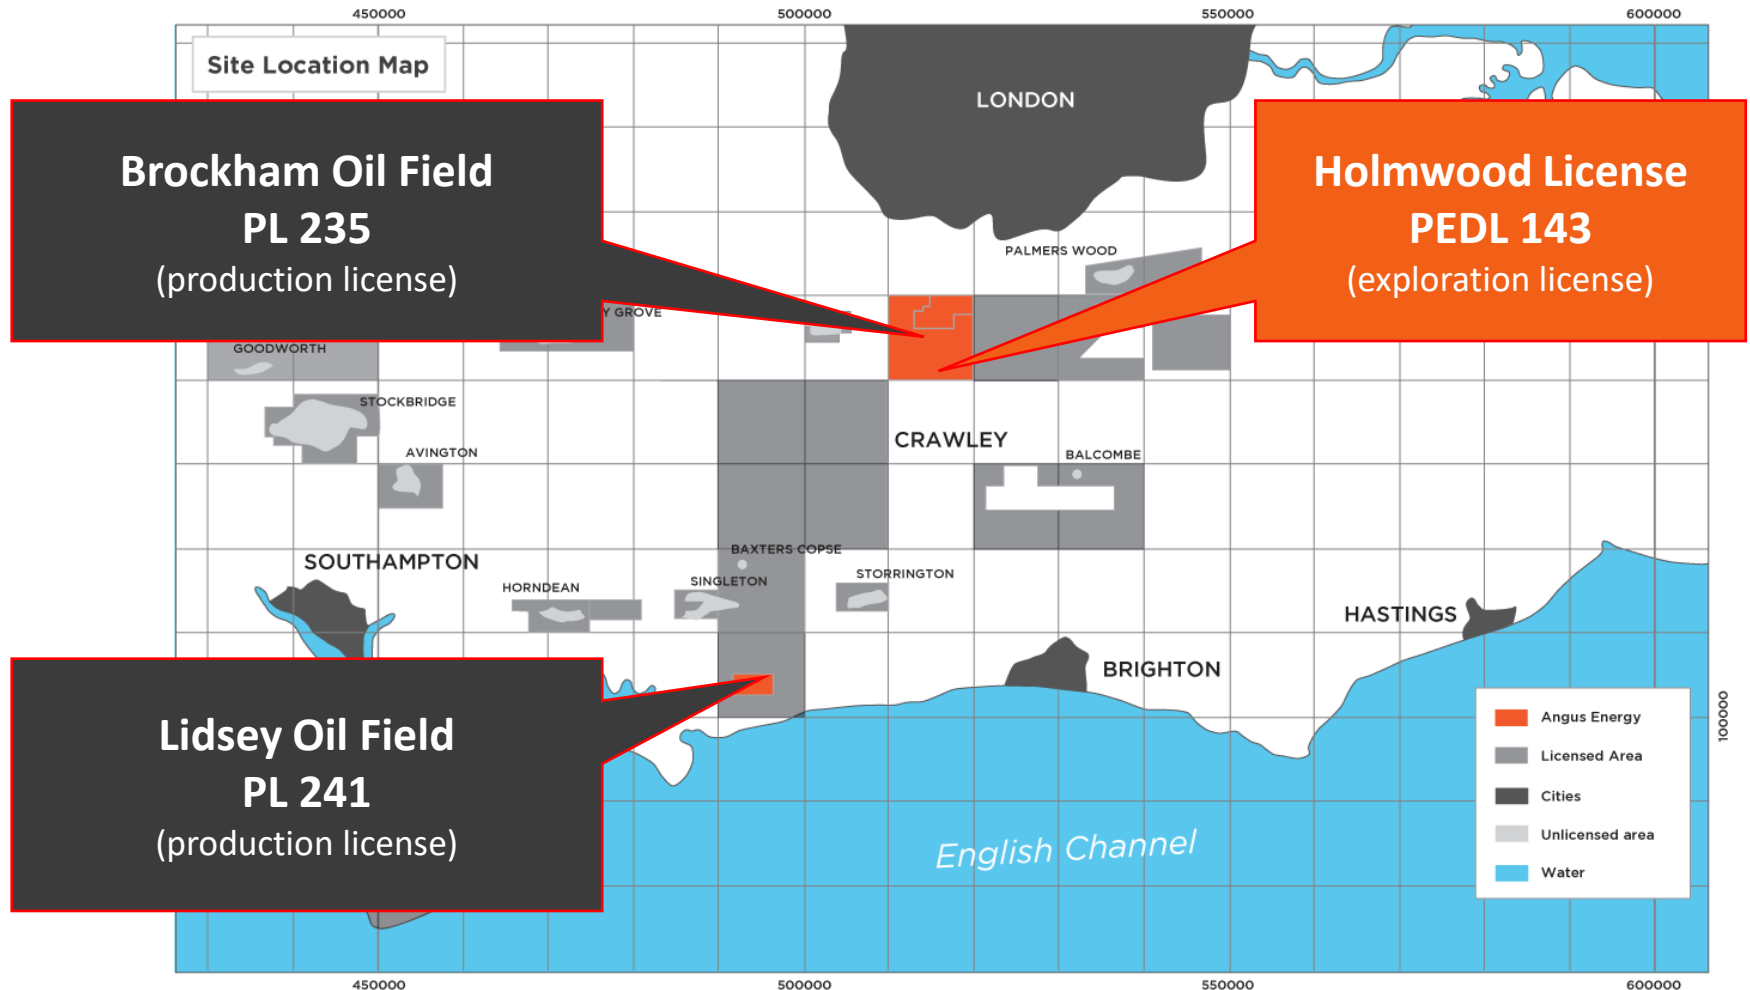 450000
500000
550000
600000
Site Location Map
LONDON
Brockham Oil Field
PL 235
(production license)
Holmwood License
PEDL 143
(exploration license)
PALMERS WOOD
GROVE
GOODWORTH
STOCKBRIDGE
CRAWLEY
AVINGTON
BALCOMBE
BAXTERS COPSE
SOUTHAMPTON
STORRINGTON
SINGLETON
HORNDEAN
HASTINGS
BRIGHTON
Lidsey Oil Field
PL 241
(production license)
100000
Angus Energy
Licensed Area
Cities
Unlicensed area
Water
English Channel
450000
500000
550000
600000